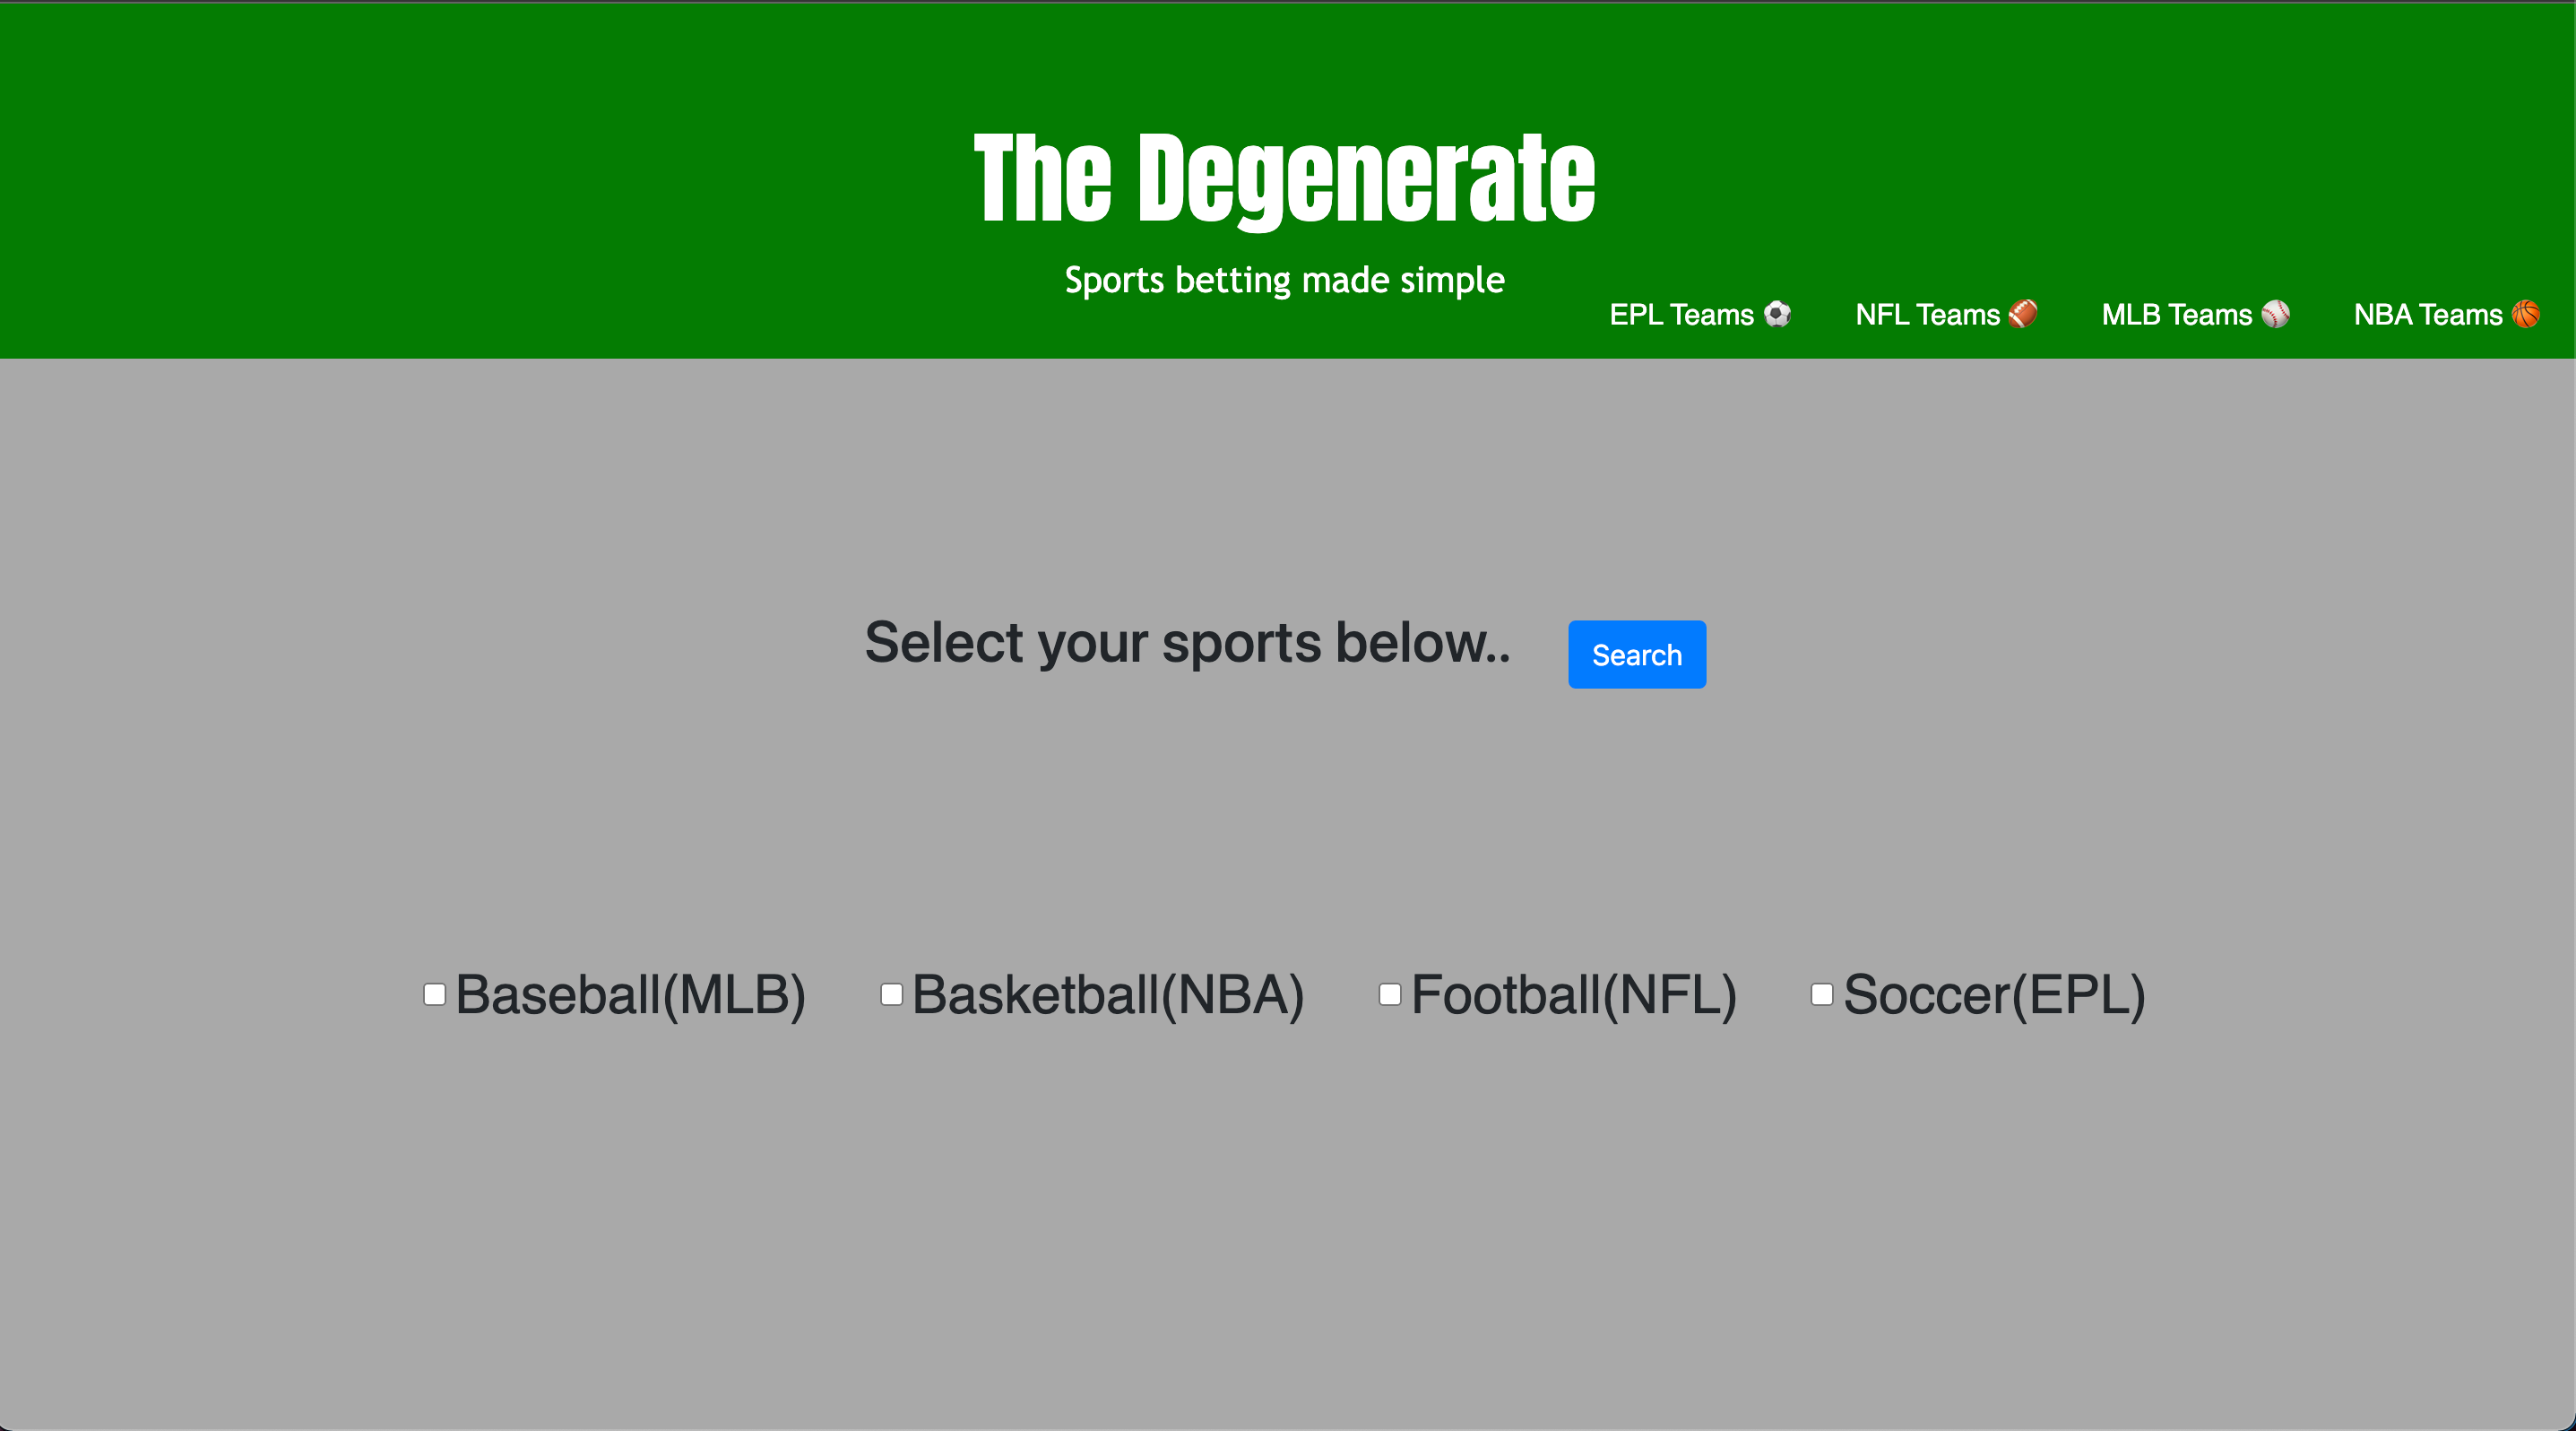 The Degenerate
Sports betting made simple
EPL Teams ⚽ NFL Teams 🏈 MLB Teams ⚾ NBA Teams 🏀
Select your sports below.. Search
Baseball(MLB) Basketball(NBA) Football(NFL) Soccer(EPL)